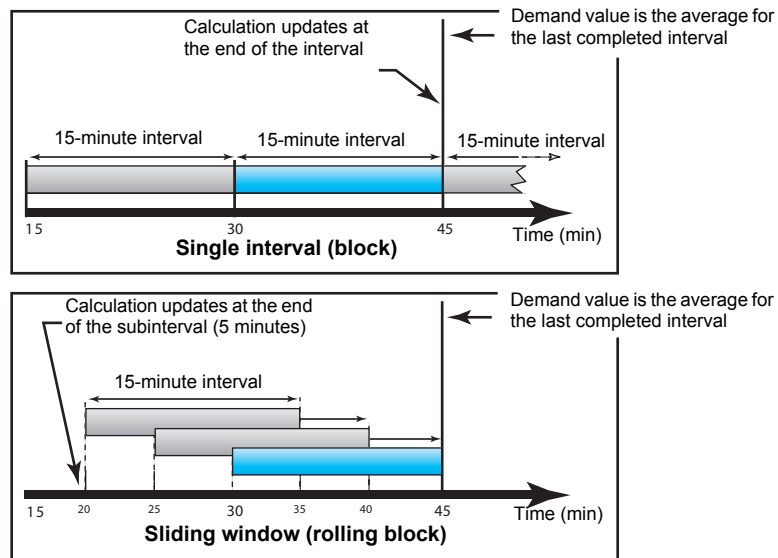 Calculation updates at
the end of the interval
Demand value is the average for
the last completed interval
15-minute interval
15-minute interval
15-minute interval
15
30
45
Time (min)
Single interval (block)
Calculation updates at the end
of the subinterval (5 minutes)
Demand value is the average for
the last completed interval
15-minute interval
15
20
25
30
35
40
45
Time (min)
Sliding window (rolling block)